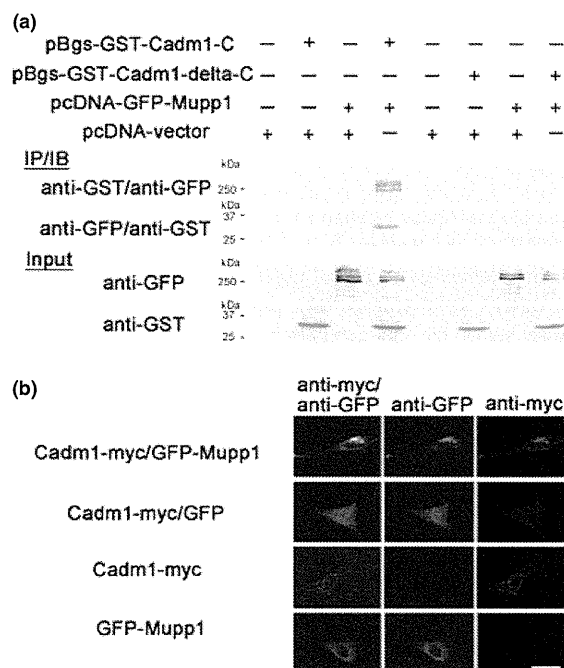 (a)
pBgs-GST-Cadm1-C — + — + — — — —
pBgs-GST-Cadm1-delta-C — — — — — + — +
pcDNA-GFP-Mupp1 — — + + — — + +
pcDNA-vector + + + — + + + —
IP/IB
kDa
anti-GST/anti-GFP 250
kDa
37
anti-GFP/anti-GST
25
Input
kDa
anti-GFP 250
kDa
37
anti-GST
25
(b)
anti-myc/
anti-GFP anti-GFP anti-myc
Cadm1-myc/GFP-Mupp1
Cadm1-myc/GFP
Cadm1-myc
GFP-Mupp1